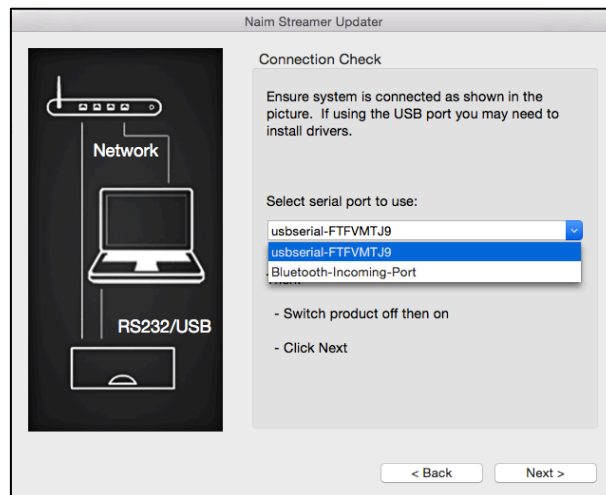 Naim Streamer Updater
Connection Check
Ensure system is connected as shown in the
picture. If using the USB port you may need to
install drivers.
Network
Select serial port to use:
usbserial-FTFVMTJ9
usbserial-FTFVMTJ9
Bluetooth-Incoming-Port
- Switch product off then on
RS232/USB
- Click Next
< Back
Next >